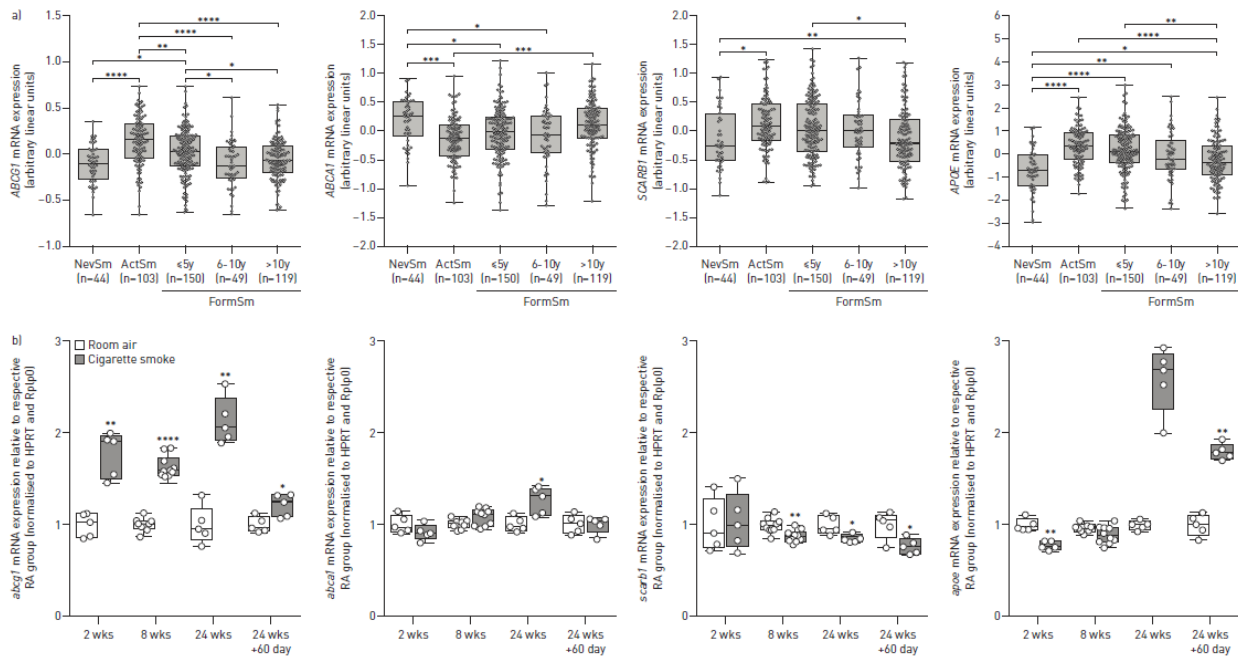 a)
ABCG1 mRNA expression
[arbitrary linear units]
1.5
1.0
0.5
0.0
−0.5
−1.0
****
****
**
*
*
****
*
NevSm
(n=44)
ActSm
(n=103)
≤5y
(n=150)
6–10y
(n=49)
>10y
(n=119)
FormSm
ABCA1 mRNA expression
[arbitrary linear units]
2.0
1.5
1.0
0.5
0.0
−0.5
−1.0
−1.5
−2.0
*
*
***
***
NevSm
(n=44)
ActSm
(n=103)
≤5y
(n=150)
6–10y
(n=49)
>10y
(n=119)
FormSm
SCARB1 mRNA expression
[arbitrary linear units]
2.0
1.5
1.0
0.5
0.0
−0.5
−1.0
−1.5
−2.0
*
**
*
NevSm
(n=44)
ActSm
(n=103)
≤5y
(n=150)
6–10y
(n=49)
>10y
(n=119)
FormSm
APOE mRNA expression
[arbitrary linear units]
6
5
4
3
2
1
0
−1
−2
−3
−4
**
****
*
**
****
****
NevSm
(n=44)
ActSm
(n=103)
≤5y
(n=150)
6–10y
(n=49)
>10y
(n=119)
FormSm
b)
abcg1 mRNA expression relative to respective
RA group [normalised to HPRT and Rplp0]
3
2
1
0
Room air
Cigarette smoke
**
****
**
*
2 wks
8 wks
24 wks
24 wks
+60 day
abca1 mRNA expression relative to respective
RA group [normalised to HPRT and Rplp0]
3
2
1
0
*
2 wks
8 wks
24 wks
24 wks
+60 day
scarb1 mRNA expression relative to respective
RA group [normalised to HPRT and Rplp0]
3
2
1
0
**
*
*
2 wks
8 wks
24 wks
24 wks
+60 day
apoe mRNA expression relative to respective
RA group [normalised to HPRT and Rplp0]
3
2
1
0
**
**
2 wks
8 wks
24 wks
24 wks
+60 day